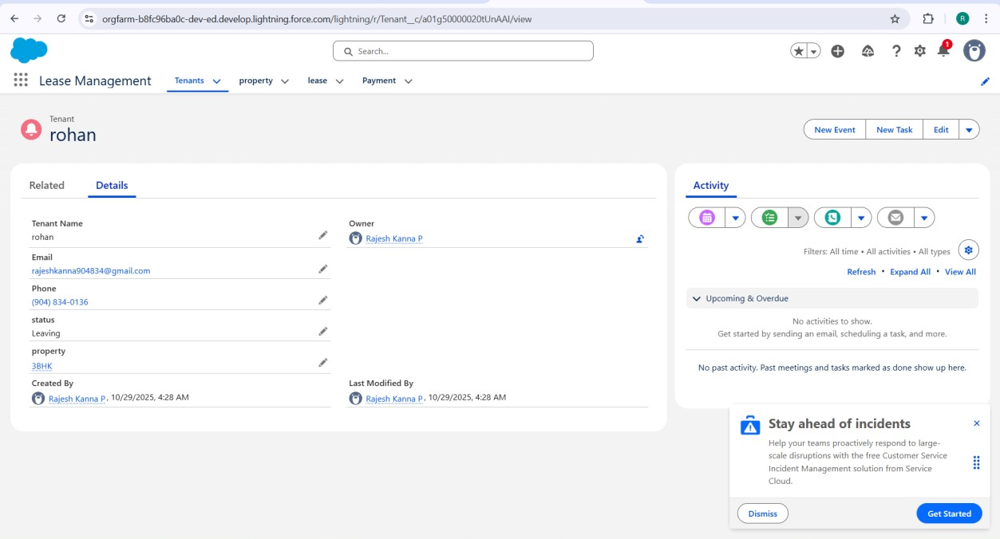 orgfarm-b8fc96ba0c-dev-ed.develop.lightning.force.com/lightning/r/Tenant__c/a01g50000020tUnAAI/view
R
Search...
1
Lease Management
Tenants
property
lease
Payment
Tenant
rohan
New Event
New Task
Edit
Related
Details
Tenant Name
rohan
Owner
Rajesh Kanna P
Email
rajeshkanna904834@gmail.com
Phone
(904) 834-0136
status
Leaving
property
3BHK
Created By
Rajesh Kanna P, 10/29/2025, 4:28 AM
Last Modified By
Rajesh Kanna P, 10/29/2025, 4:28 AM
Activity
Filters: All time • All activities • All types
Refresh • Expand All • View All
Upcoming & Overdue
No activities to show.
Get started by sending an email, scheduling a task, and more.
No past activity. Past meetings and tasks marked as done show up here.
Stay ahead of incidents
Help your teams proactively respond to large-
scale disruptions with the free Customer Service
Incident Management solution from Service
Cloud.
Dismiss
Get Started